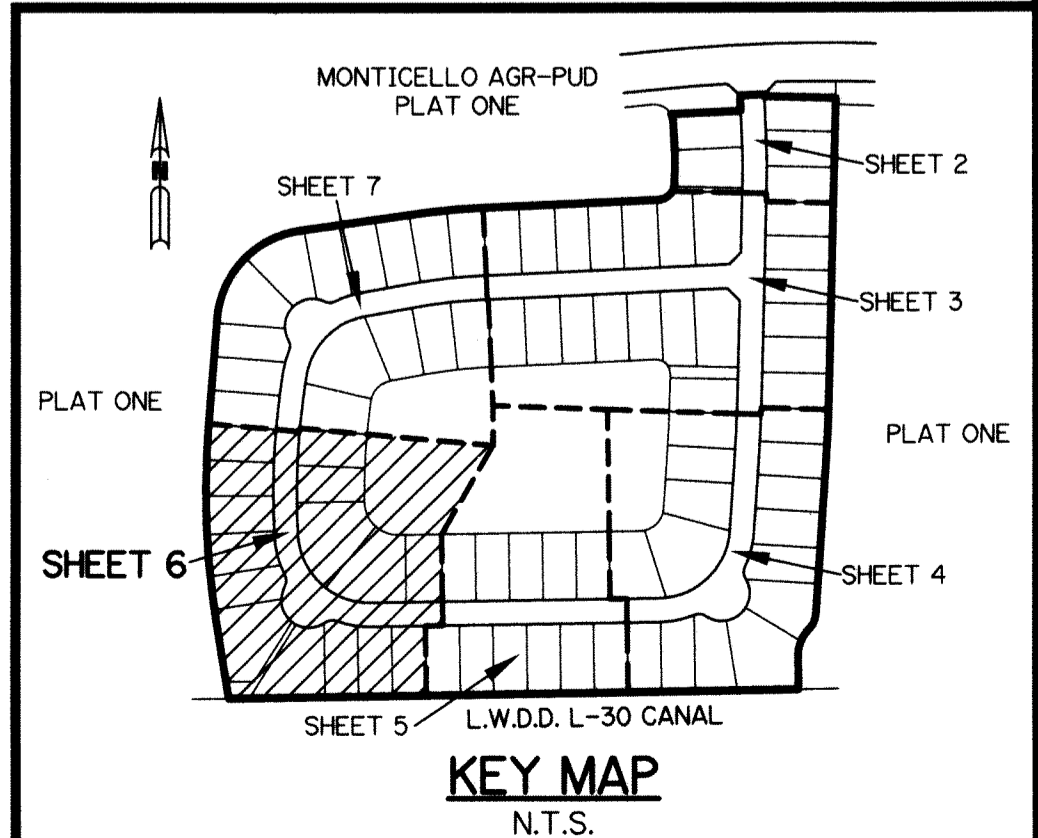 MONTICELLO AGR-PUD
PLAT ONE
N
SHEET 2
SHEET 7
SHEET 3
PLAT ONE
PLAT ONE
SHEET 6
SHEET 4
SHEET 5
L.W.D.D. L-30 CANAL
KEY MAP
N.T.S.